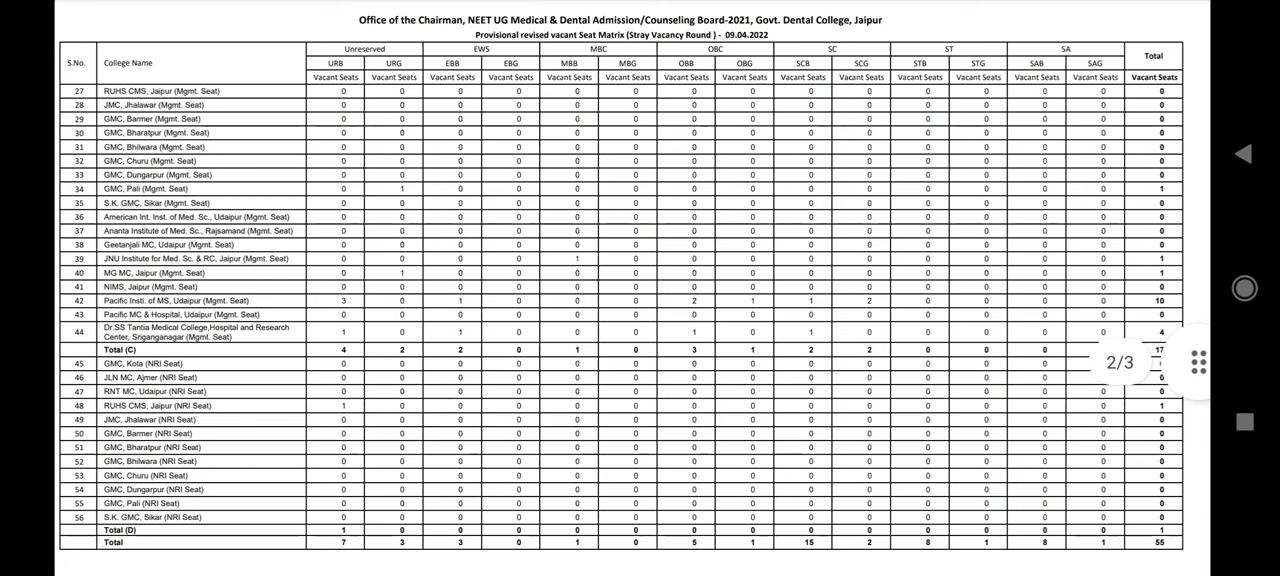 Office of the Chairman, NEET UG Medical & Dental Admission/Counseling Board-2021, Govt. Dental College, Jaipur
Provisional revised vacant Seat Matrix (Stray Vacancy Round ) - 09.04.2022
S.No. College Name Unreserved EWS MBC OBC SC ST SA Total
URB URG EBB EBG MBB MBG OBB OBG SCB SCG STB STG SAB SAG
Vacant Seats Vacant Seats Vacant Seats Vacant Seats Vacant Seats Vacant Seats Vacant Seats Vacant Seats Vacant Seats Vacant Seats Vacant Seats Vacant Seats Vacant Seats Vacant Seats Vacant Seats
27 RUHS CMS, Jaipur (Mgmt. Seat) 0 0 0 0 0 0 0 0 0 0 0 0 0 0 0
28 JMC, Jhalawar (Mgmt. Seat) 0 0 0 0 0 0 0 0 0 0 0 0 0 0 0
29 GMC, Barmer (Mgmt. Seat) 0 0 0 0 0 0 0 0 0 0 0 0 0 0 0
30 GMC, Bharatpur (Mgmt. Seat) 0 0 0 0 0 0 0 0 0 0 0 0 0 0 0
31 GMC, Bhilwara (Mgmt. Seat) 0 0 0 0 0 0 0 0 0 0 0 0 0 0 0
32 GMC, Churu (Mgmt. Seat) 0 0 0 0 0 0 0 0 0 0 0 0 0 0 0
33 GMC, Dungarpur (Mgmt. Seat) 0 0 0 0 0 0 0 0 0 0 0 0 0 0 0
34 GMC, Pali (Mgmt. Seat) 0 1 0 0 0 0 0 0 0 0 0 0 0 0 1
35 S.K. GMC, Sikar (Mgmt. Seat) 0 0 0 0 0 0 0 0 0 0 0 0 0 0 0
36 American Int. Inst. of Med. Sc., Udaipur (Mgmt. Seat) 0 0 0 0 0 0 0 0 0 0 0 0 0 0 0
37 Ananta Institute of Med. Sc., Rajsamand (Mgmt. Seat) 0 0 0 0 0 0 0 0 0 0 0 0 0 0 0
38 Geetanjali MC, Udaipur (Mgmt. Seat) 0 0 0 0 0 0 0 0 0 0 0 0 0 0 0
39 JNU Institute for Med. Sc. & RC, Jaipur (Mgmt. Seat) 0 0 0 0 1 0 0 0 0 0 0 0 0 0 1
40 MG MC, Jaipur (Mgmt. Seat) 0 1 0 0 0 0 0 0 0 0 0 0 0 0 1
41 NIMS, Jaipur (Mgmt. Seat) 0 0 0 0 0 0 0 0 0 0 0 0 0 0 0
42 Pacific Insti. of MS, Udaipur (Mgmt. Seat) 3 0 1 0 0 0 2 1 1 2 0 0 0 0 10
43 Pacific MC & Hospital, Udaipur (Mgmt. Seat) 0 0 0 0 0 0 0 0 0 0 0 0 0 0 0
44 Dr.SS Tantia Medical College,Hospital and Research
Center, Sriganganagar (Mgmt. Seat) 1 0 1 0 0 0 1 0 1 0 0 0 0 0 4
Total (C) 4 2 2 0 1 0 3 1 2 2 0 0 0 17
45 GMC, Kota (NRI Seat) 0 0 0 0 0 0 0 0 0 0 0 0 0
2/3
46 JLN MC, Ajmer (NRI Seat) 0 0 0 0 0 0 0 0 0 0 0 0 0 0 0
47 RNT MC, Udaipur (NRI Seat) 0 0 0 0 0 0 0 0 0 0 0 0 0 0 0
48 RUHS CMS, Jaipur (NRI Seat) 1 0 0 0 0 0 0 0 0 0 0 0 0 0 1
49 JMC, Jhalawar (NRI Seat) 0 0 0 0 0 0 0 0 0 0 0 0 0 0 0
50 GMC, Barmer (NRI Seat) 0 0 0 0 0 0 0 0 0 0 0 0 0 0 0
51 GMC, Bharatpur (NRI Seat) 0 0 0 0 0 0 0 0 0 0 0 0 0 0 0
52 GMC, Bhilwara (NRI Seat) 0 0 0 0 0 0 0 0 0 0 0 0 0 0 0
53 GMC, Churu (NRI Seat) 0 0 0 0 0 0 0 0 0 0 0 0 0 0 0
54 GMC, Dungarpur (NRI Seat) 0 0 0 0 0 0 0 0 0 0 0 0 0 0 0
55 GMC, Pali (NRI Seat) 0 0 0 0 0 0 0 0 0 0 0 0 0 0 0
56 S.K. GMC, Sikar (NRI Seat) 0 0 0 0 0 0 0 0 0 0 0 0 0 0 0
Total (D) 1 0 0 0 0 0 0 0 0 0 0 0 0 0 1
Total 7 3 3 0 1 0 5 1 15 2 8 1 8 1 55